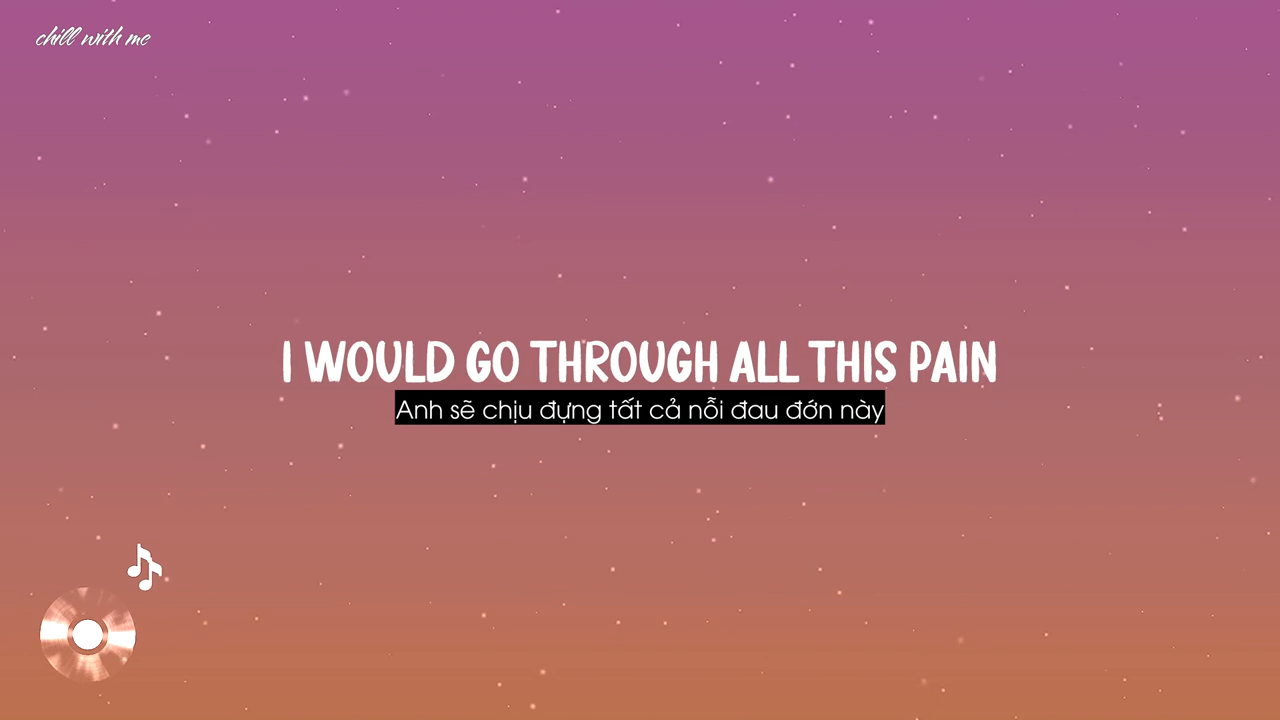 chill with me
I WOULD GO THROUGH ALL THIS PAIN
Anh sẽ chịu đựng tất cả nỗi đau đớn này